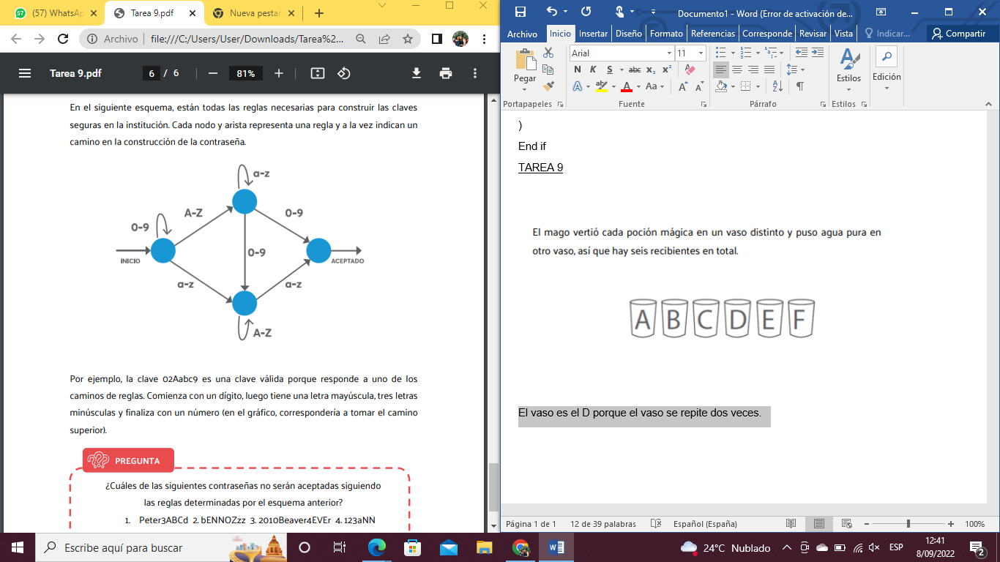 (57) WhatsAp
Tarea 9.pdf
Nueva pestañ
Archivo
file:///C:/Users/User/Downloads/Tarea%2...
Tarea 9.pdf
6 / 6
81%
En el siguiente esquema, están todas las reglas necesarias para construir las claves
seguras en la institución. Cada nodo y arista representa una regla y a la vez indican un
camino en la construcción de la contraseña.
a-z
A-Z
0-9
0-9
INICIO
0-9
ACEPTADO
a-z
a-z
A-Z
Por ejemplo, la clave 02Aabc9 es una clave válida porque responde a uno de los
caminos de reglas. Comienza con un dígito, luego tiene una letra mayúscula, tres letras
minúsculas y finaliza con un número (en el gráfico, correspondería a tomar el camino
superior).
PREGUNTA
¿Cuáles de las siguientes contraseñas no serán aceptadas siguiendo
las reglas determinadas por el esquema anterior?
1. Peter3ABCd 2. bENNOZzz 3. 2010Beaver4EVEr 4. 123aNN
Documento1 - Word (Error de activación de...
Archivo
Inicio
Insertar
Diseño
Formato
Referencias
Corresponde
Revisar
Vista
Indicar...
Compartir
Pegar
Arial
11
N K S abc x₂ x²
A aby A Aa A A
Estilos
Edición
Portapapeles
Fuente
Párrafo
Estilos
)
End if
TAREA 9
El mago vertió cada poción mágica en un vaso distinto y puso agua pura en
otro vaso, así que hay seis recipientes en total.
A B C D E F
El vaso es el D porque el vaso se repite dos veces.
Página 1 de 1
12 de 39 palabras
Español (España)
100%
Escribe aquí para buscar
24°C Nublado
ESP
12:41
8/09/2022
2